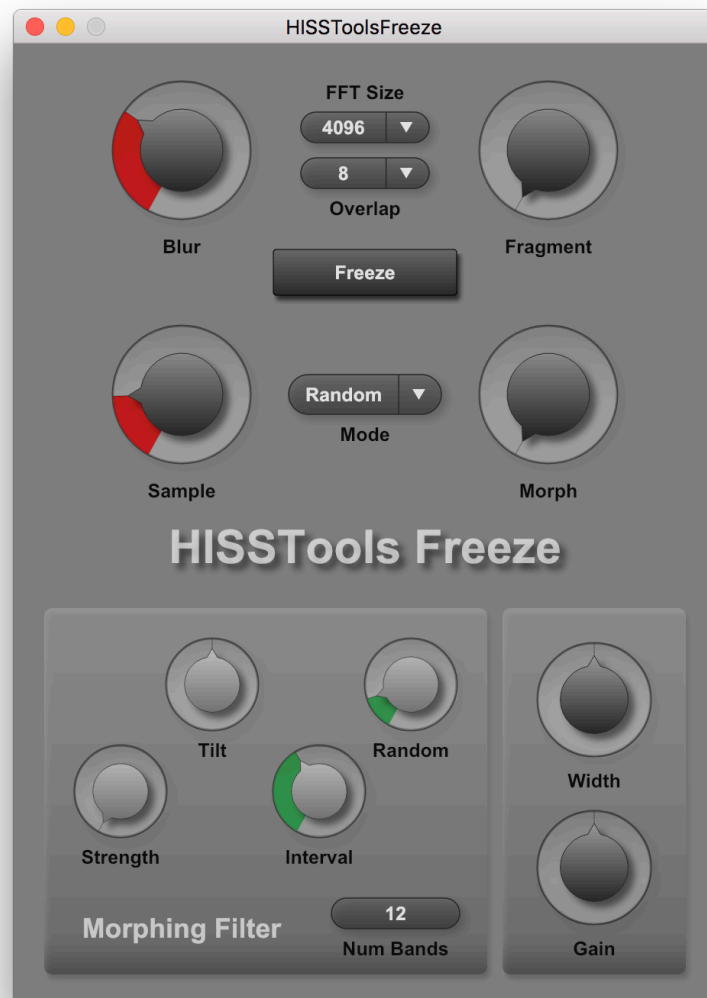 HISSToolsFreeze
FFT Size
4096
8
Overlap
Blur
Fragment
Freeze
Random
Mode
Sample
Morph
HISSTools Freeze
Tilt
Random
Strength
Interval
Morphing Filter
12
Num Bands
Width
Gain